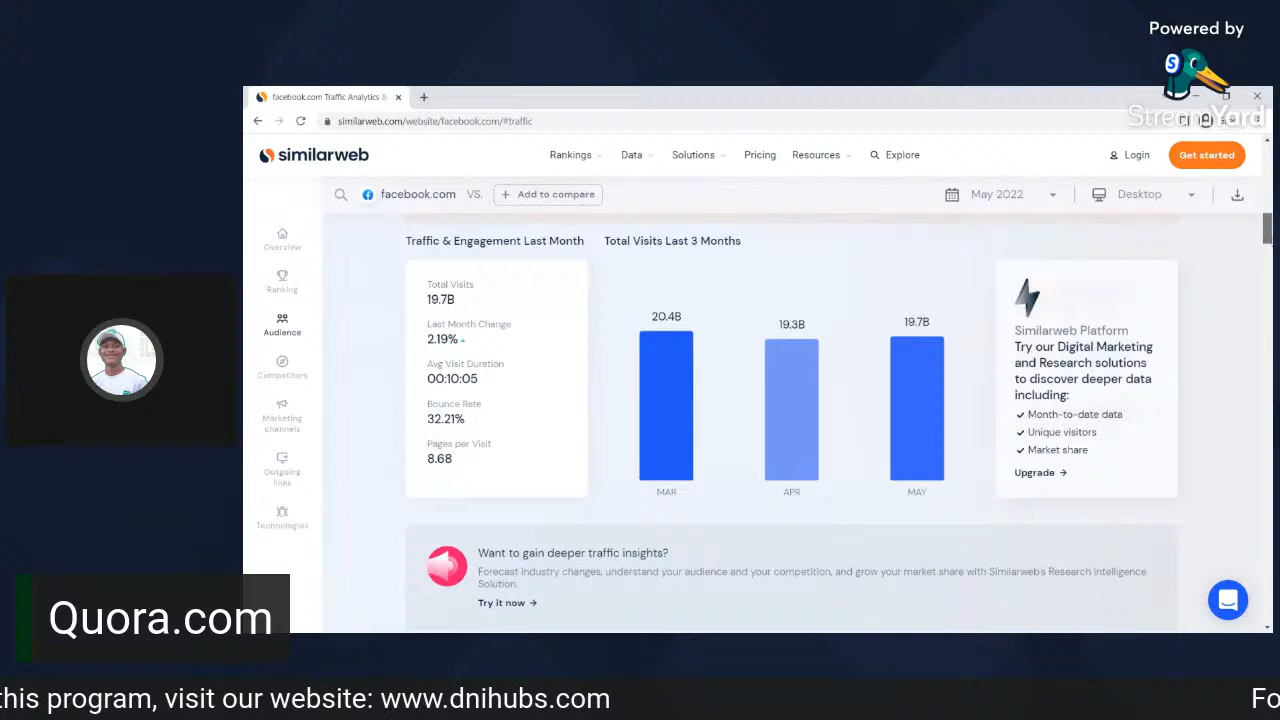 Powered by
StreamYard
facebook.com Traffic Analytics &
similarweb.com/website/facebook.com/#traffic
similarweb
Rankings
Data
Solutions
Pricing
Resources
Explore
Login
Get started
facebook.com
VS.
Add to compare
May 2022
Desktop
Overview
Ranking
Audience
Competitors
Marketing
channels
Outgoing
links
Technologies
Traffic & Engagement Last Month
Total Visits
19.7B
Last Month Change
2.19%
Avg Visit Duration
00:10:05
Bounce Rate
32.21%
Pages per Visit
8.68
Total Visits Last 3 Months
20.4B
19.3B
19.7B
MAR
APR
MAY
Similarweb Platform
Try our Digital Marketing
and Research solutions
to discover deeper data
including:
Month-to-date data
Unique visitors
Market share
Upgrade
Want to gain deeper traffic insights?
Forecast industry changes, understand your audience and your competition, and grow your market share with Similarweb's Research Intelligence
Solution.
Try it now
Quora.com
this program, visit our website: www.dnihubs.com
Fo